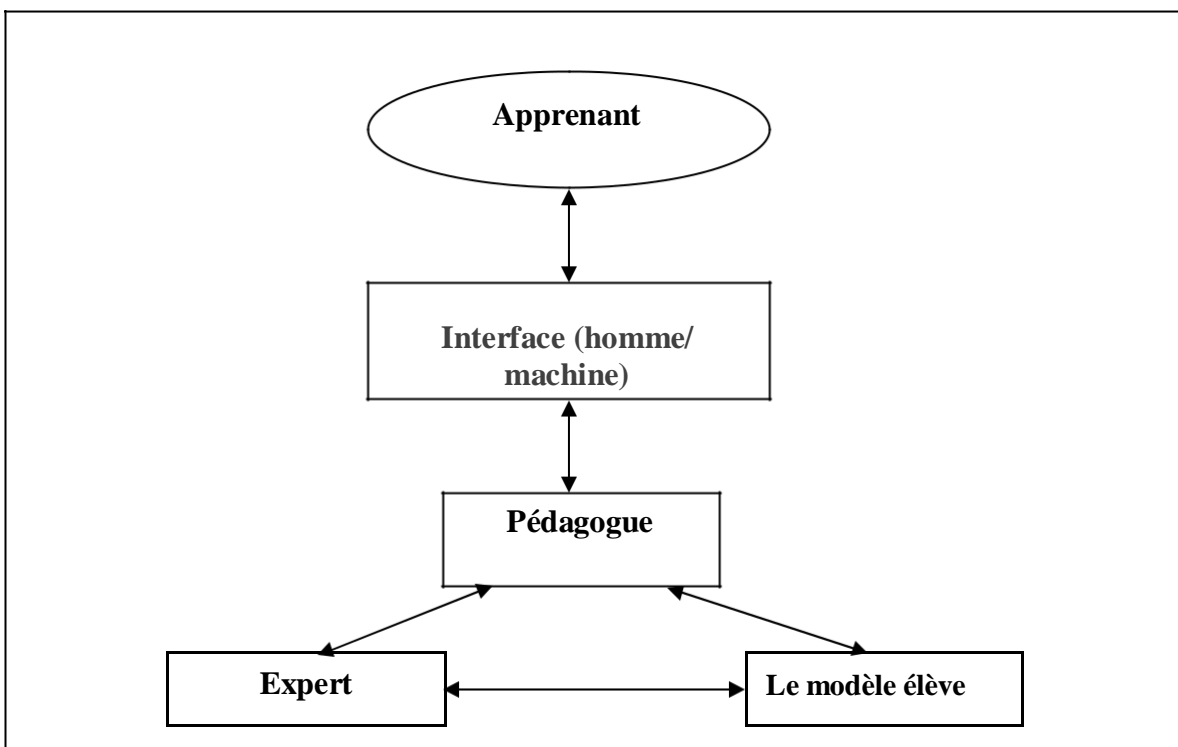 Apprenant
Interface (homme/
machine)
Pédagogue
Expert
Le modèle élève